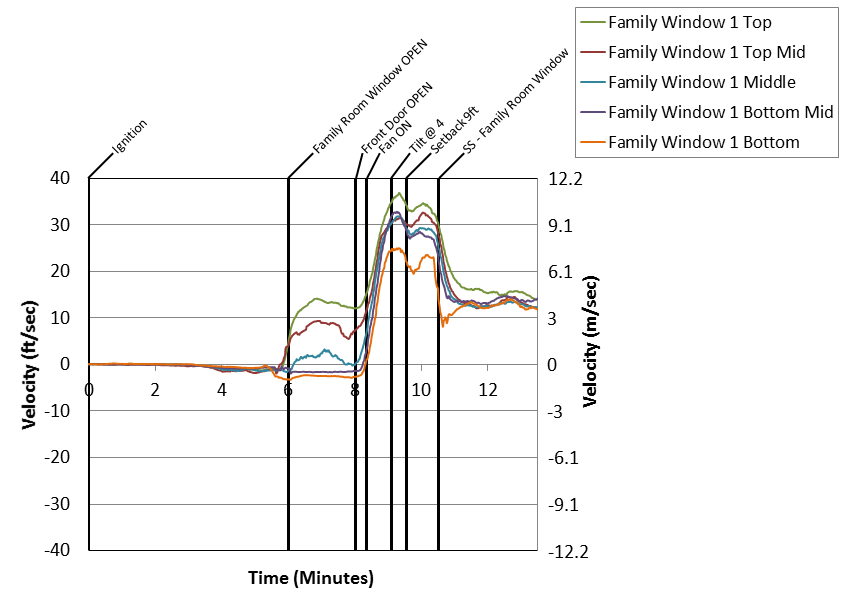 Family Window 1 Top
Family Window 1 Top Mid
Family Window 1 Middle
Family Window 1 Bottom Mid
Family Window 1 Bottom
Ignition
Family Room Window OPEN
Front Door OPEN
Fan ON
Tilt @ 4
Setback 9ft
SS - Family Room Window
40
30
20
10
0
-10
-20
-30
-40
Velocity (ft/sec)
0
2
4
6
8
10
12
12.2
9.1
6.1
3
0
-3
-6.1
-9.1
-12.2
Velocity (m/sec)
Time (Minutes)